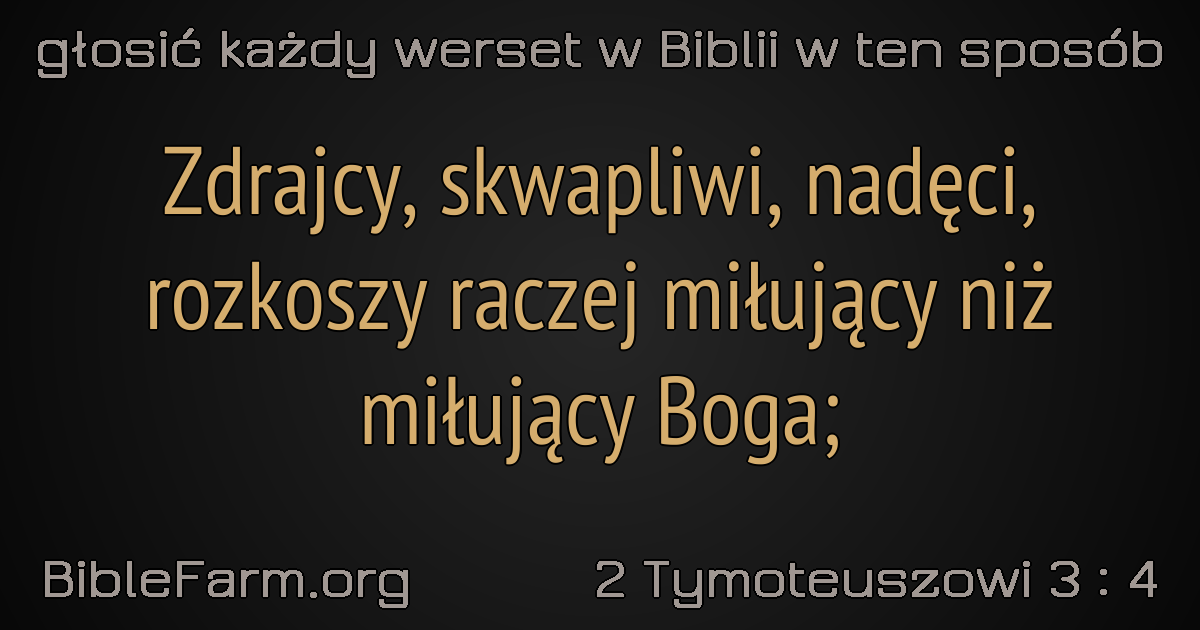 głosić każdy werset w Biblii w ten sposób
Zdrajcy, skwapliwi, nadęci,
rozkoszy raczej miłujący niż
miłujący Boga;
BibleFarm.org
2 Tymoteuszowi 3 : 4